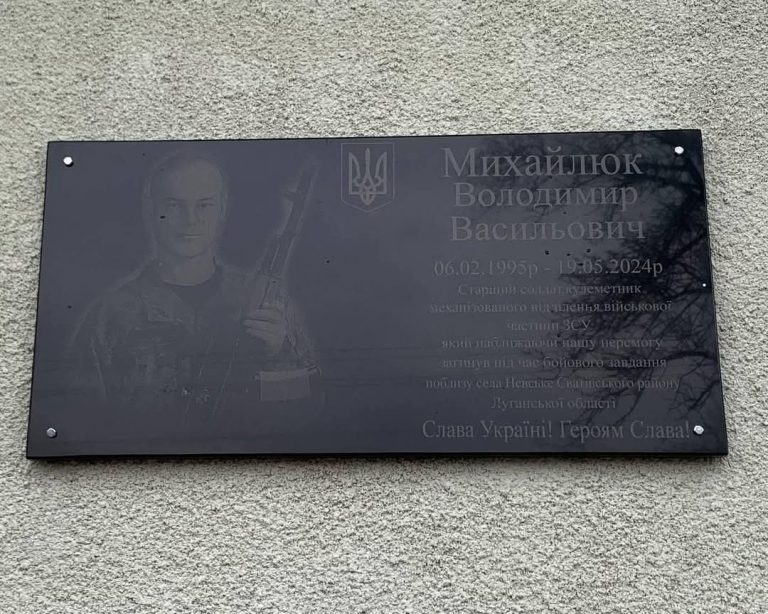 Михайлюк
Володимир
Васильович
06.02.1995р - 19.05.2024р
Старший солдат,кулеметник
механізованого відділення військової
частини ЗСУ
який наближаючи нашу перемогу
загинув під час бойового завдання
поблизу села Невське Сватівського району
Луганської області
Слава Україні! Героям Слава!